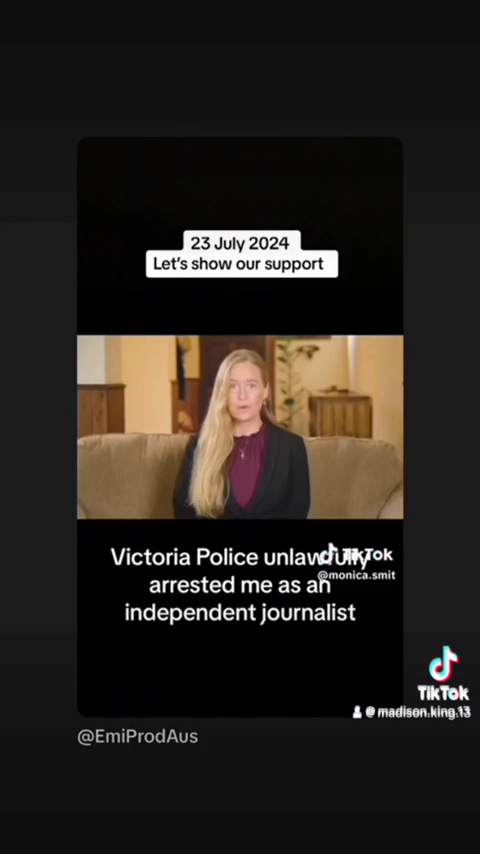 23 July 2024
Let's show our support
Victoria Police unlawfully
TikTok
@monica.smit
arrested me as an
independent journalist
TikTok
@madison.king.13
@EmiProdAus